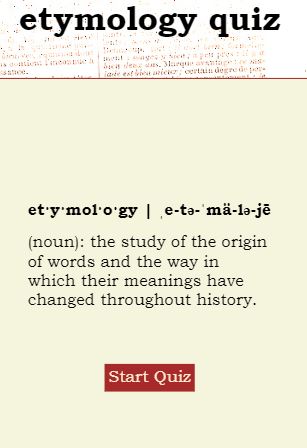 etymology quiz
et·y·mol·o·gy | ˌe-tə-ˈmä-lə-jē
(noun): the study of the origin
of words and the way in
which their meanings have
changed throughout history.
Start Quiz